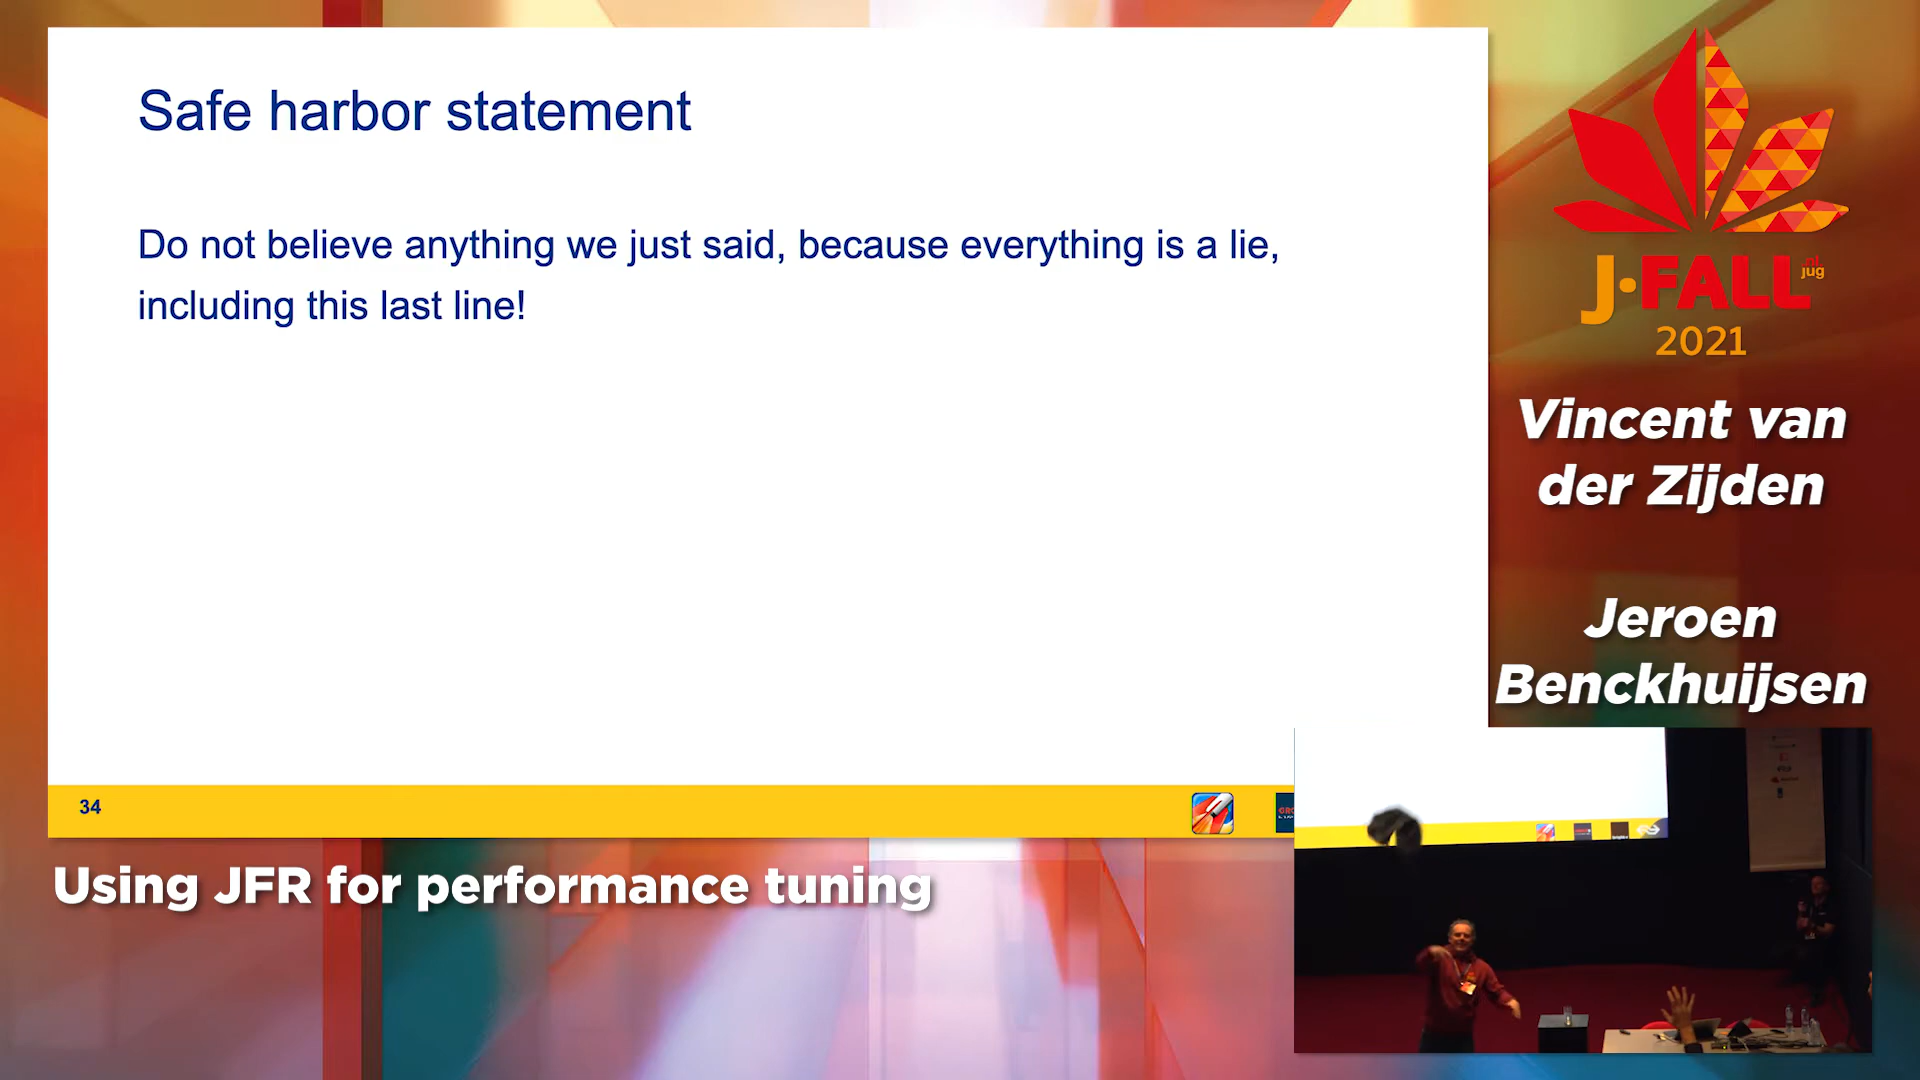 Safe harbor statement
Do not believe anything we just said, because everything is a lie,
including this last line!
34
Using JFR for performance tuning
J·FALL
nl
jug
2021
Vincent van
der Zijden
Jeroen
Benckhuijsen